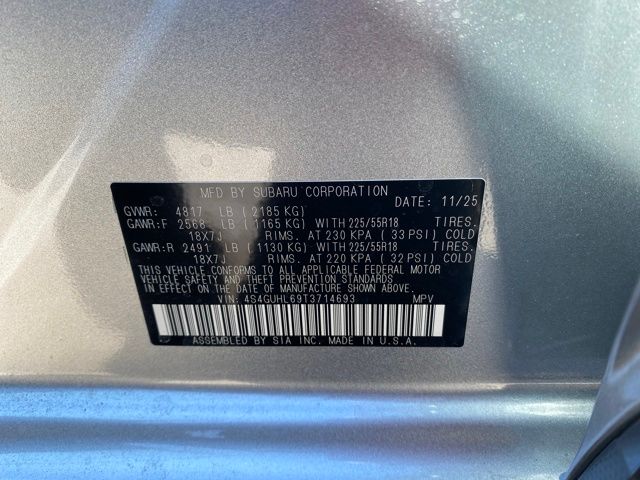 MFD BY SUBARU CORPORATION DATE: 11/25
GVWR: 4817 LB (2185 KG)
GAWR:F 2568 LB (1165 KG) WITH 225/55R18 TIRES.
18X7J RIMS. AT 230 KPA (33 PSI) COLD
GAWR:R 2491 LB (1130 KG) WITH 225/55R18 TIRES.
18X7J RIMS. AT 220 KPA (32 PSI) COLD
THIS VEHICLE CONFORMS TO ALL APPLICABLE FEDERAL MOTOR
VEHICLE SAFETY, BUMPER, AND THEFT PREVENTION STANDARDS
IN EFFECT ON THE DATE OF MANUFACTURE SHOWN ABOVE.
VIN: 4S4GUHL69T3714693 MPV
ASSEMBLED BY SIA INC. MADE IN U.S.A.